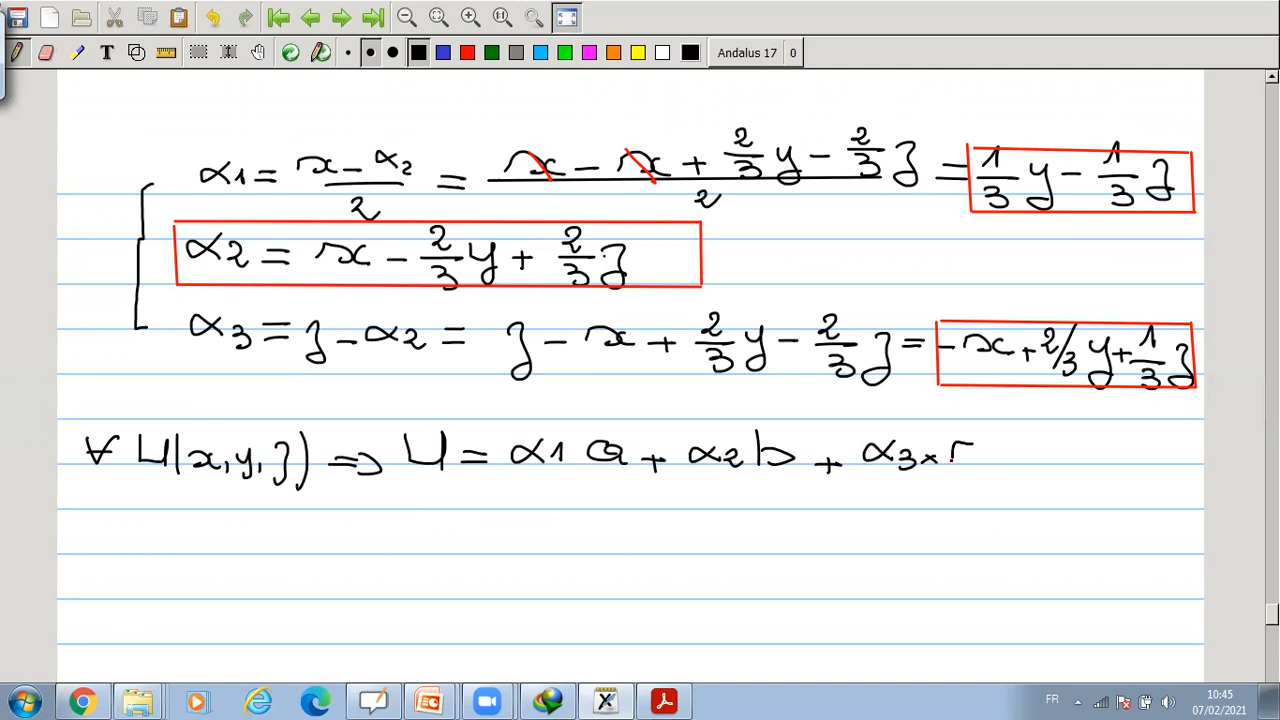 Andalus 17 0
α1 = (x - α2)/2 = (x - x + 2/3 y - 2/3 z)/2 = 1/3 y - 1/3 z
α2 = x - 2/3 y + 2/3 z
α3 = z - α2 = z - x + 2/3 y - 2/3 z = -x + 2/3 y + 1/3 z
∀ U(x, y, z) ⇒ U = α1 a + α2 b + α3 ×
FR 10:45
07/02/2021